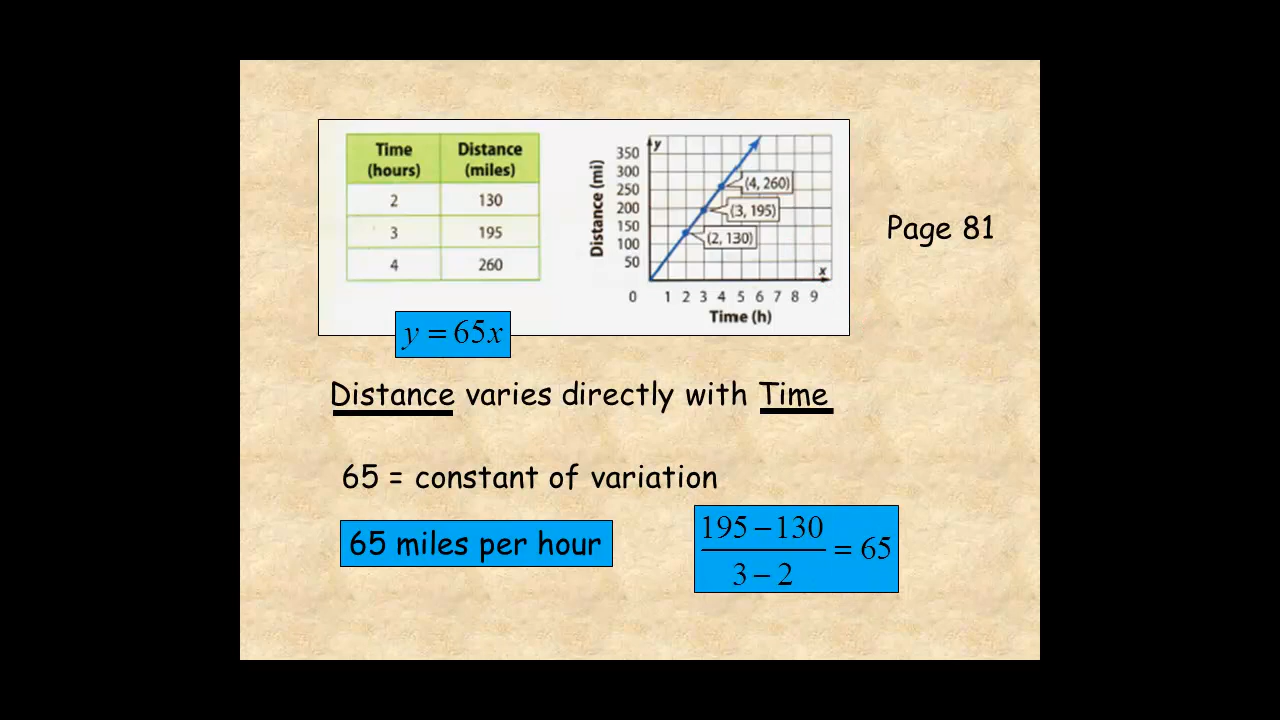 Time (hours) Distance (miles)
2 130
3 195
4 260
y
350
300
250
200
150
100
50
0 1 2 3 4 5 6 7 8 9
x
Distance (mi)
Time (h)
(4, 260)
(3, 195)
(2, 130)
Page 81
y = 65x
Distance varies directly with Time
65 = constant of variation
65 miles per hour
195 − 130
3 − 2
= 65